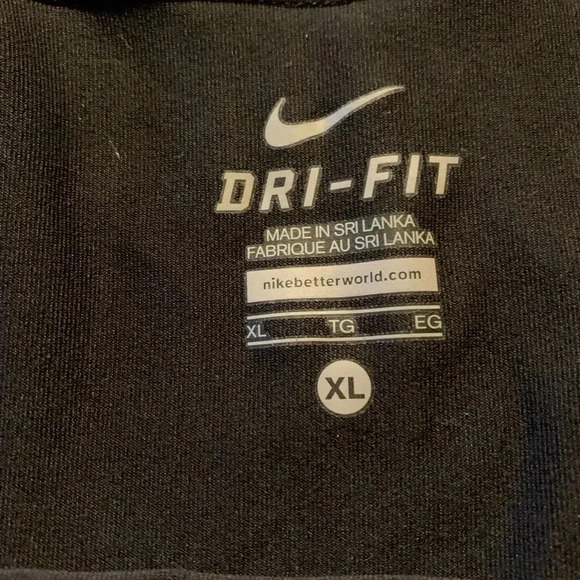 DRI-FIT
MADE IN SRI LANKA
FABRIQUE AU SRI LANKA
nikebetterworld.com
XL TG EG
XL